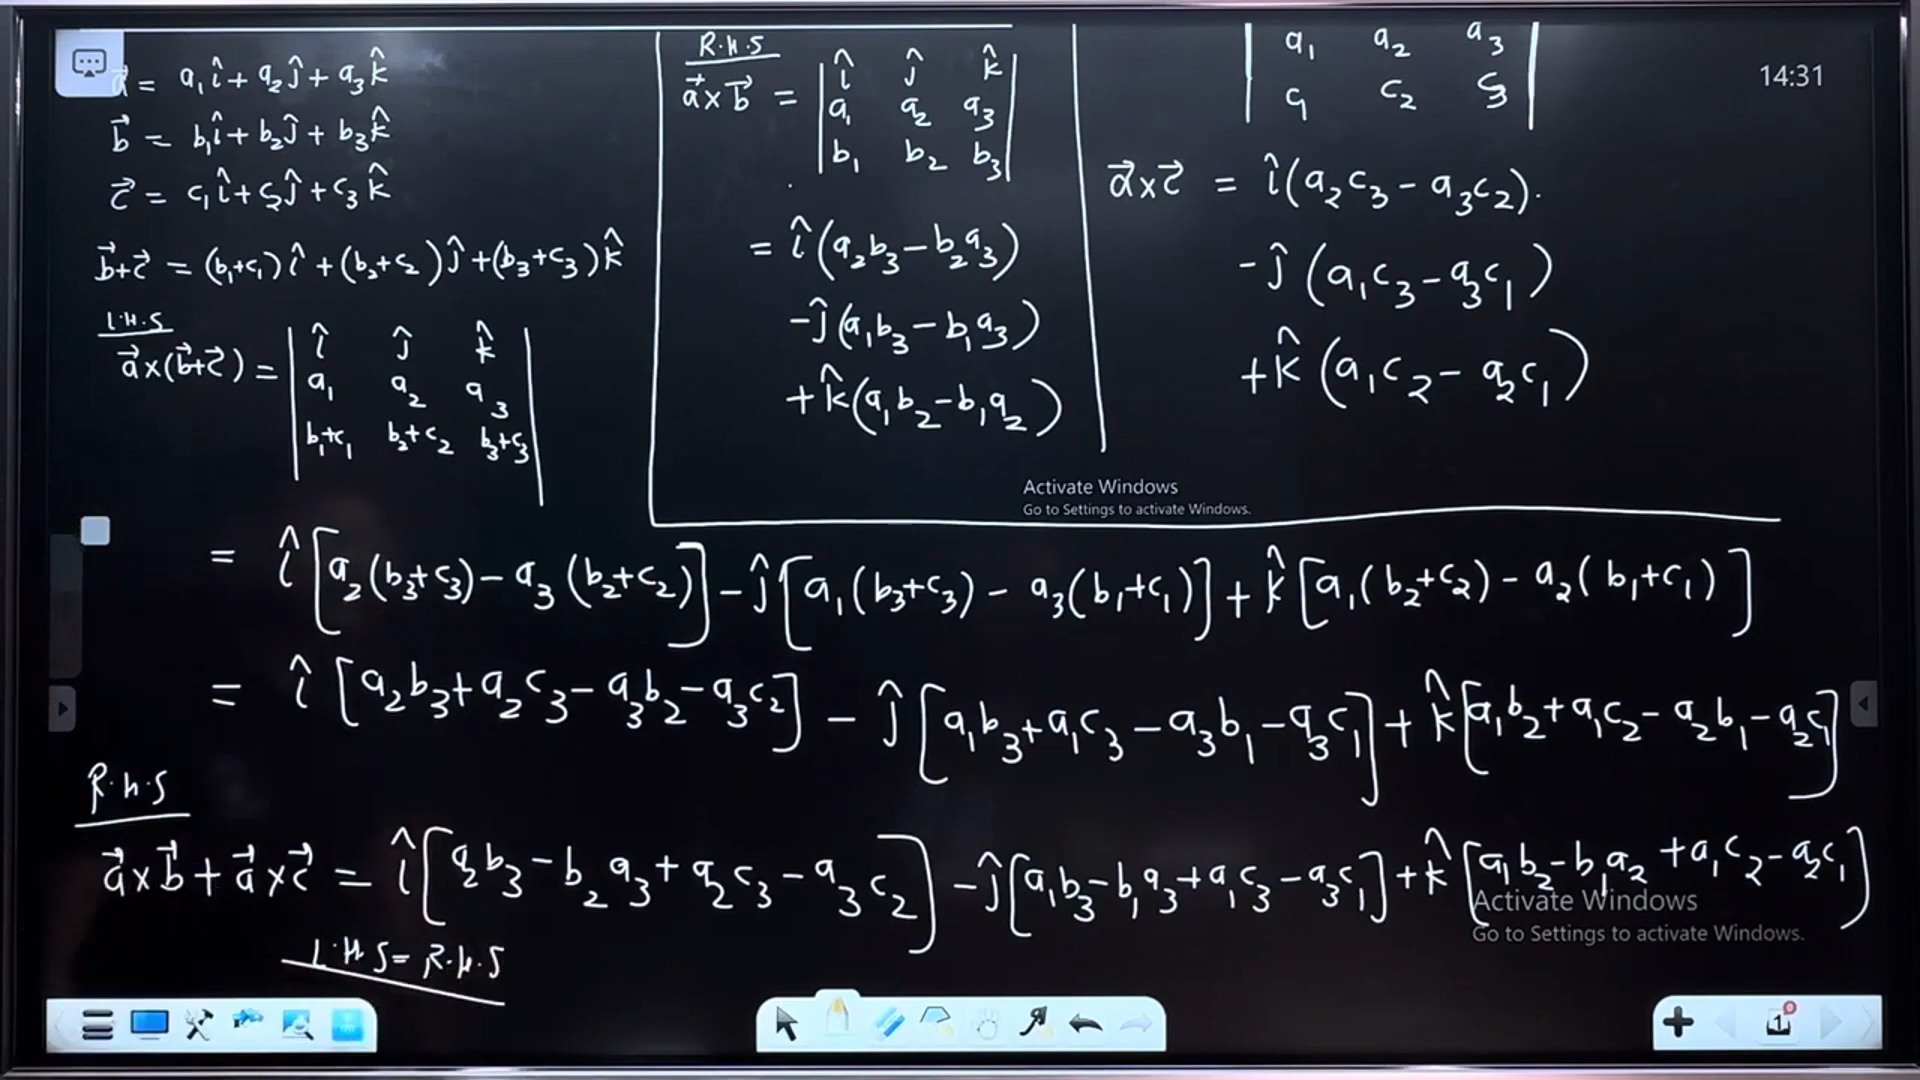 a⃗ = a₁î + a₂ĵ + a₃k̂
b⃗ = b₁î + b₂ĵ + b₃k̂
c⃗ = c₁î + c₂ĵ + c₃k̂
b⃗+c⃗ = (b₁+c₁)î + (b₂+c₂)ĵ + (b₃+c₃)k̂
L.H.S
a⃗×(b⃗+c⃗) = | î ĵ k̂ |
| a₁ a₂ a₃ |
| b₁+c₁ b₂+c₂ b₃+c₃ |
R.H.S
a⃗×b⃗ = | î ĵ k̂ |
| a₁ a₂ a₃ |
| b₁ b₂ b₃ |
= î(a₂b₃ − b₂a₃)
−ĵ(a₁b₃ − b₁a₃)
+k̂(a₁b₂ − b₁a₂)
| a₁ a₂ a₃ |
| c₁ c₂ c₃ |
14:31
a⃗×c⃗ = î(a₂c₃ − a₃c₂).
−ĵ(a₁c₃ − a₃c₁)
+k̂(a₁c₂ − a₂c₁)
Activate Windows
Go to Settings to activate Windows.
= î[a₂(b₃+c₃) − a₃(b₂+c₂)] − ĵ[a₁(b₃+c₃) − a₃(b₁+c₁)] + k̂[a₁(b₂+c₂) − a₂(b₁+c₁)]
= î[a₂b₃ + a₂c₃ − a₃b₂ − a₃c₂] − ĵ[a₁b₃ + a₁c₃ − a₃b₁ − a₃c₁] + k̂[a₁b₂ + a₁c₂ − a₂b₁ − a₂c₁]
R.H.S
a⃗×b⃗ + a⃗×c⃗ = î[a₂b₃ − b₂a₃ + a₂c₃ − a₃c₂] − ĵ[a₁b₃ − b₁a₃ + a₁c₃ − a₃c₁] + k̂[a₁b₂ − b₁a₂ + a₁c₂ − a₂c₁]
Activate Windows
Go to Settings to activate Windows.
L.H.S = R.H.S
1